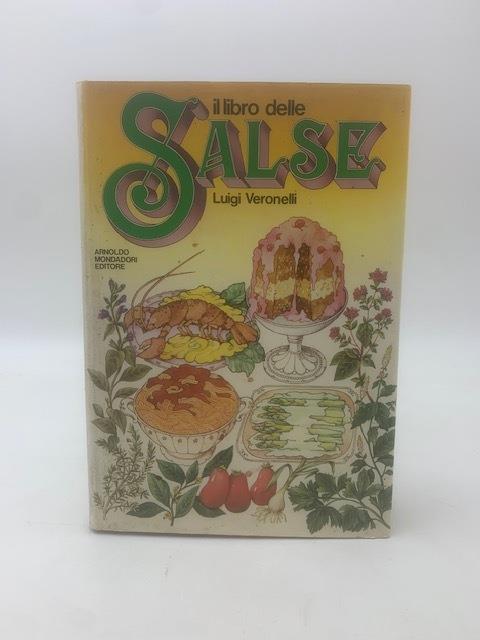 il libro delle
SALSE
Luigi Veronelli
ARNOLDO
MONDADORI
EDITORE